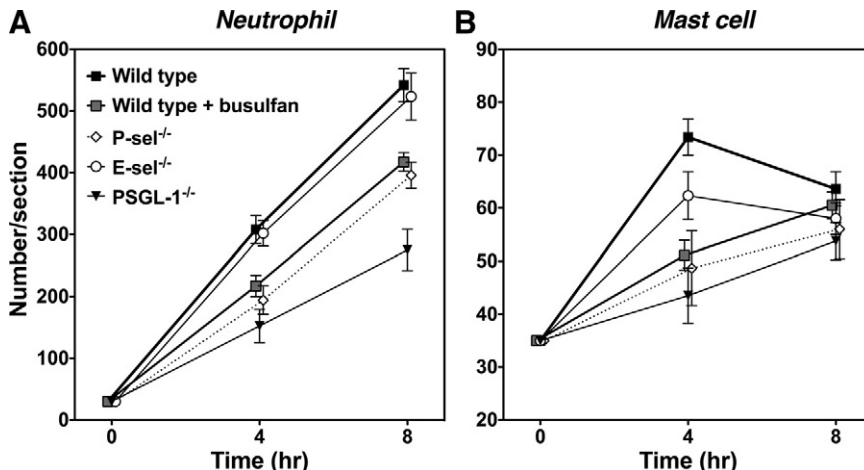 A
Neutrophil
600
500
400
300
200
100
0
Number/section
Wild type
Wild type + busulfan
P-sel-/-
E-sel-/-
PSGL-1-/-
0
4
8
Time (hr)
B
Mast cell
90
80
70
60
50
40
30
20
0
4
8
Time (hr)